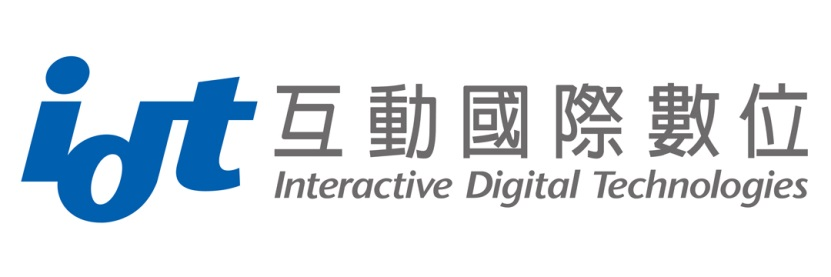 idt 互動國際數位
Interactive Digital Technologies